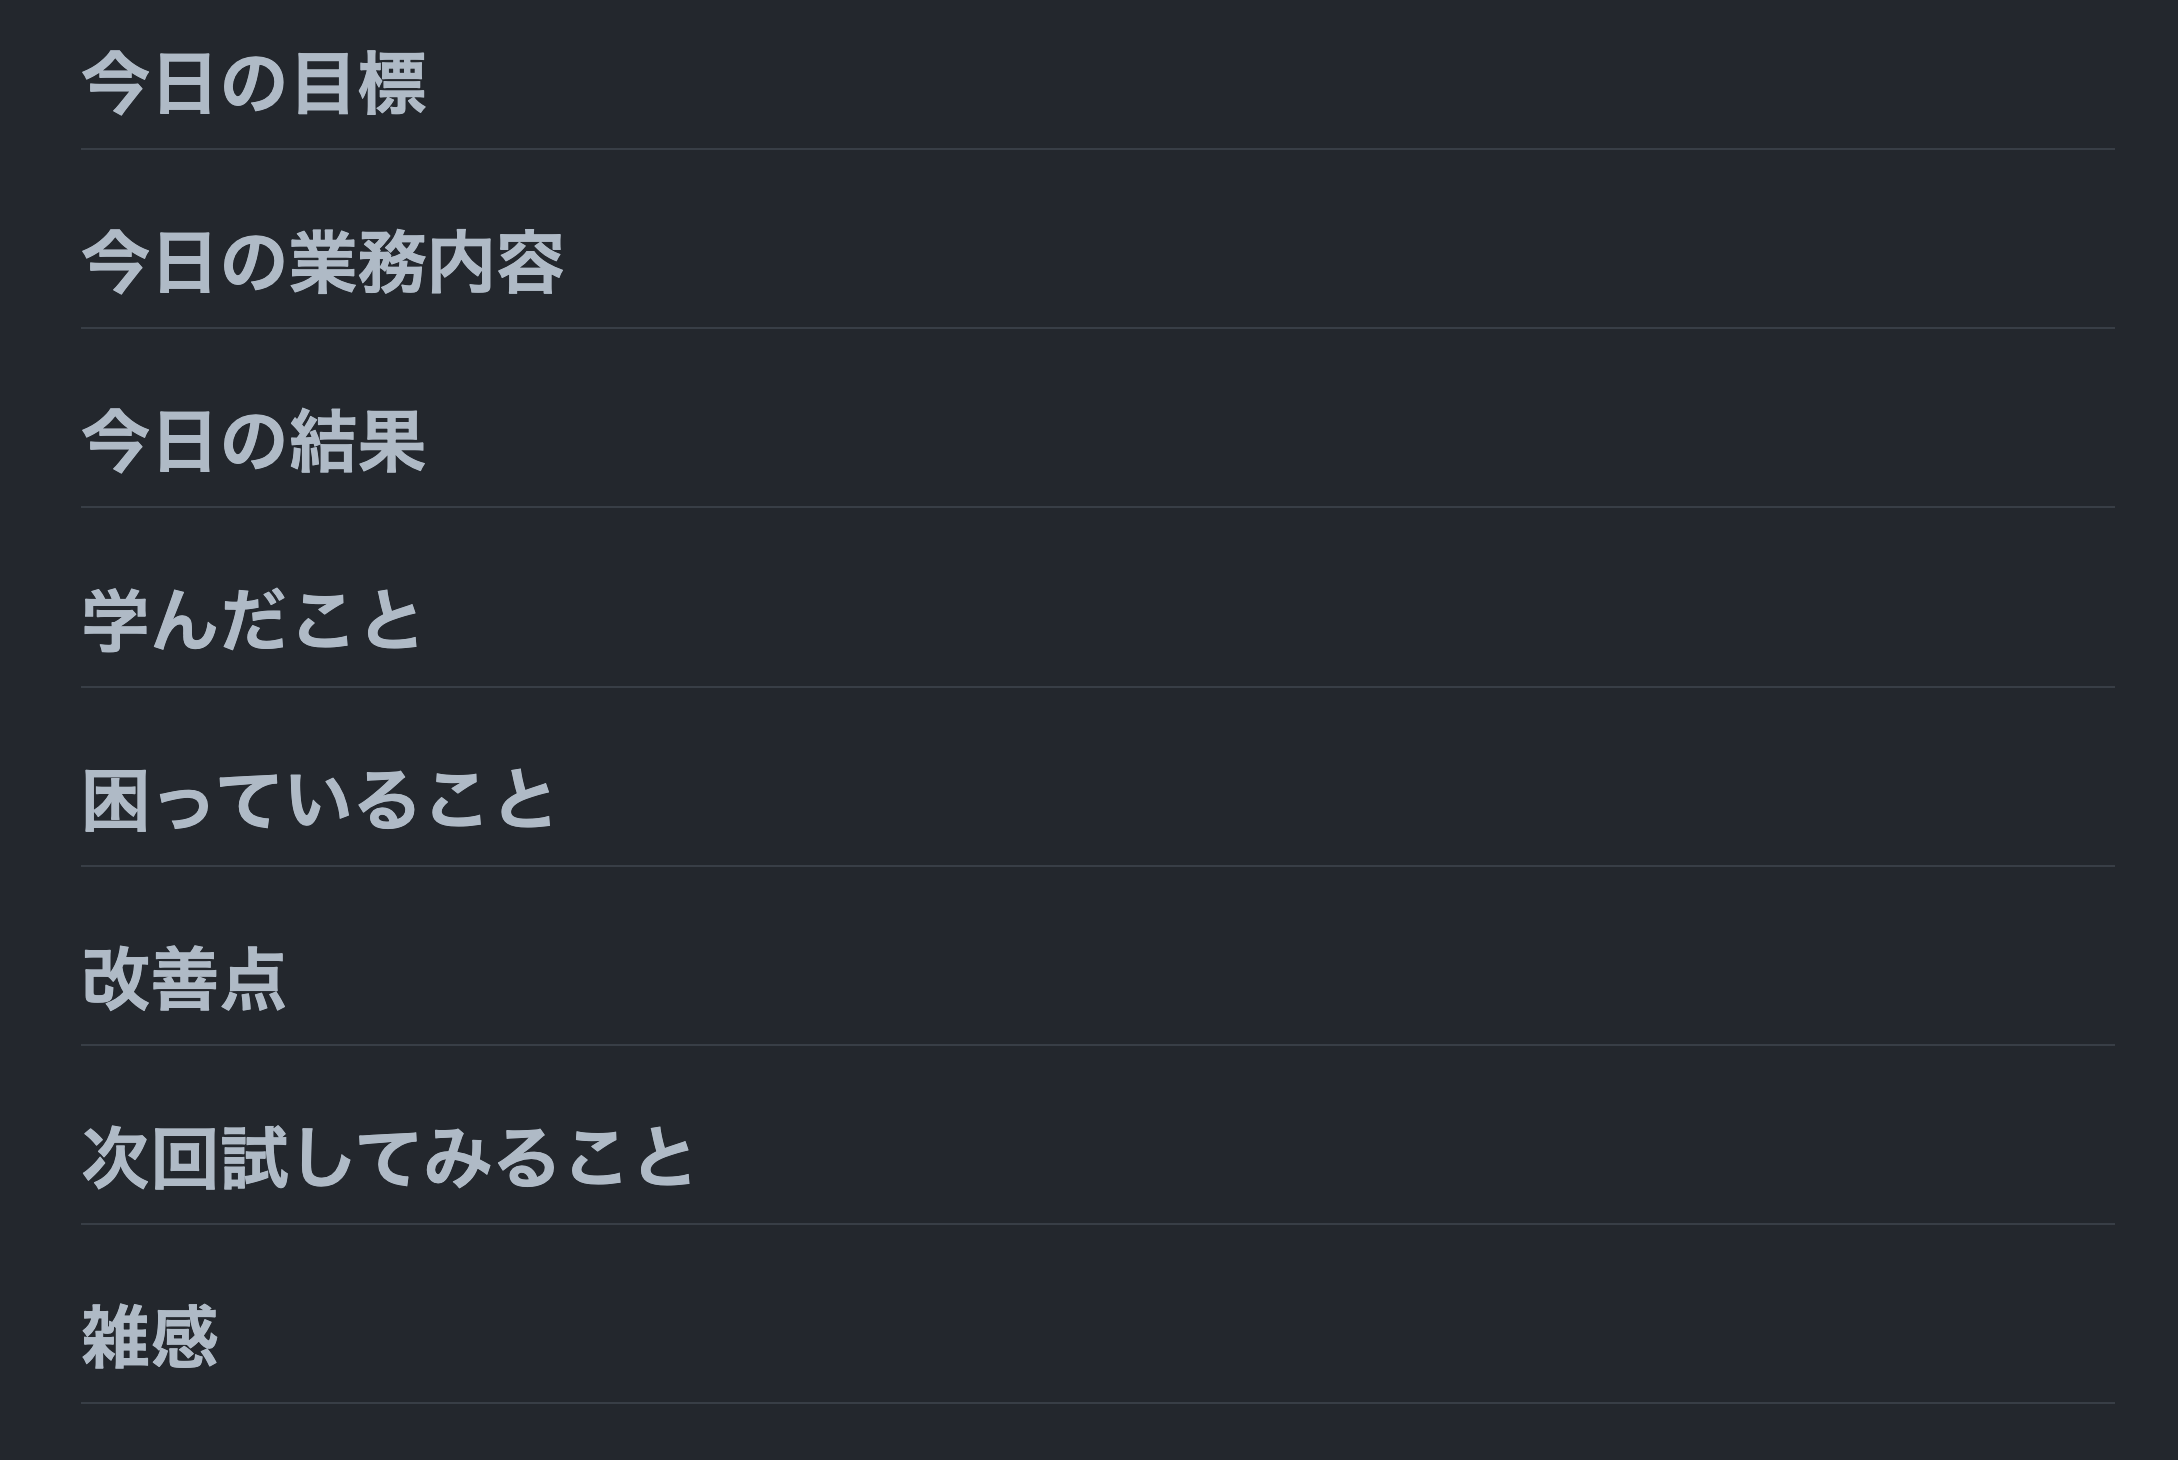 今日の目標
今日の業務内容
今日の結果
学んだこと
困っていること
改善点
次回試してみること
雑感